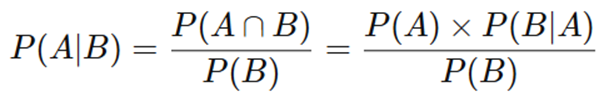 P(A|B) = P(A ∩ B) / P(B) = P(A) × P(B|A) / P(B)